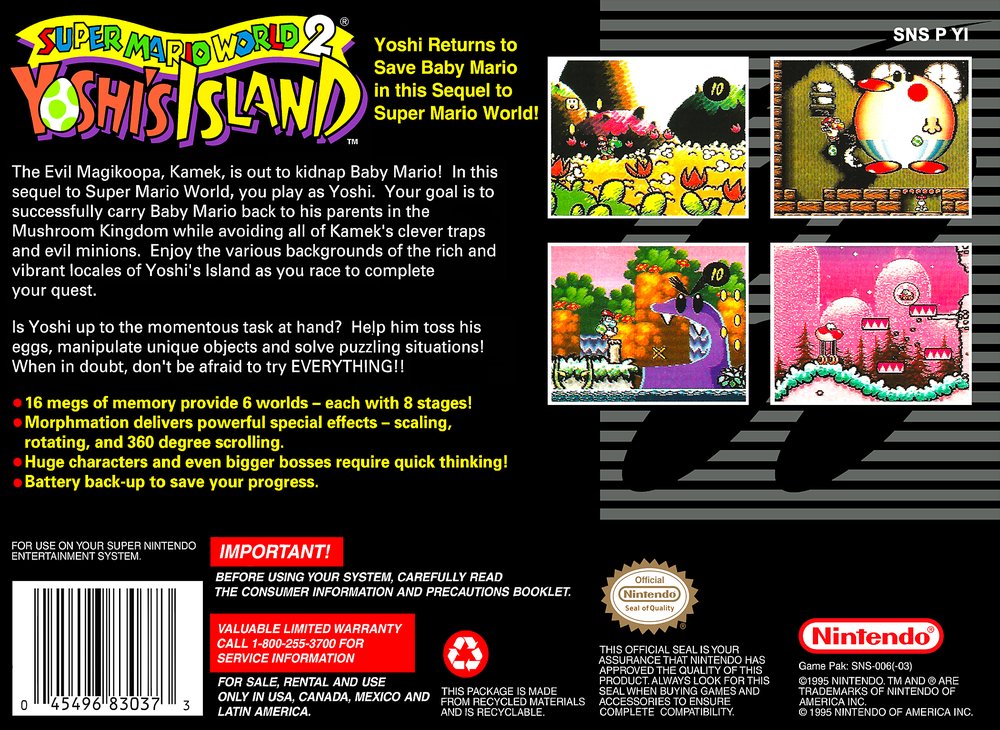 SUPER MARIO WORLD 2 ®
YOSHI'S ISLAND
TM
Yoshi Returns to
Save Baby Mario
in this Sequel to
Super Mario World!
SNS P YI
10
The Evil Magikoopa, Kamek, is out to kidnap Baby Mario! In this
sequel to Super Mario World, you play as Yoshi. Your goal is to
successfully carry Baby Mario back to his parents in the
Mushroom Kingdom while avoiding all of Kamek's clever traps
and evil minions. Enjoy the various backgrounds of the rich and
vibrant locales of Yoshi's Island as you race to complete
your quest.
10
Is Yoshi up to the momentous task at hand? Help him toss his
eggs, manipulate unique objects and solve puzzling situations!
When in doubt, don't be afraid to try EVERYTHING!!
16 megs of memory provide 6 worlds – each with 8 stages!
Morphmation delivers powerful special effects – scaling,
rotating, and 360 degree scrolling.
Huge characters and even bigger bosses require quick thinking!
Battery back-up to save your progress.
FOR USE ON YOUR SUPER NINTENDO
ENTERTAINMENT SYSTEM.
IMPORTANT!
BEFORE USING YOUR SYSTEM, CAREFULLY READ
THE CONSUMER INFORMATION AND PRECAUTIONS BOOKLET.
VALUABLE LIMITED WARRANTY
CALL 1-800-255-3700 FOR
SERVICE INFORMATION
FOR SALE, RENTAL AND USE
ONLY IN USA, CANADA, MEXICO AND
LATIN AMERICA.
0 45496 83037 3
THIS PACKAGE IS MADE
FROM RECYCLED MATERIALS
AND IS RECYCLABLE.
Official
Nintendo
Seal of Quality
®
THIS OFFICIAL SEAL IS YOUR
ASSURANCE THAT NINTENDO HAS
APPROVED THE QUALITY OF THIS
PRODUCT. ALWAYS LOOK FOR THIS
SEAL WHEN BUYING GAMES AND
ACCESSORIES TO ENSURE
COMPLETE COMPATIBILITY.
Nintendo®
Game Pak: SNS-006(-03)
©1995 NINTENDO. TM AND ® ARE
TRADEMARKS OF NINTENDO OF
AMERICA INC.
© 1995 NINTENDO OF AMERICA INC.